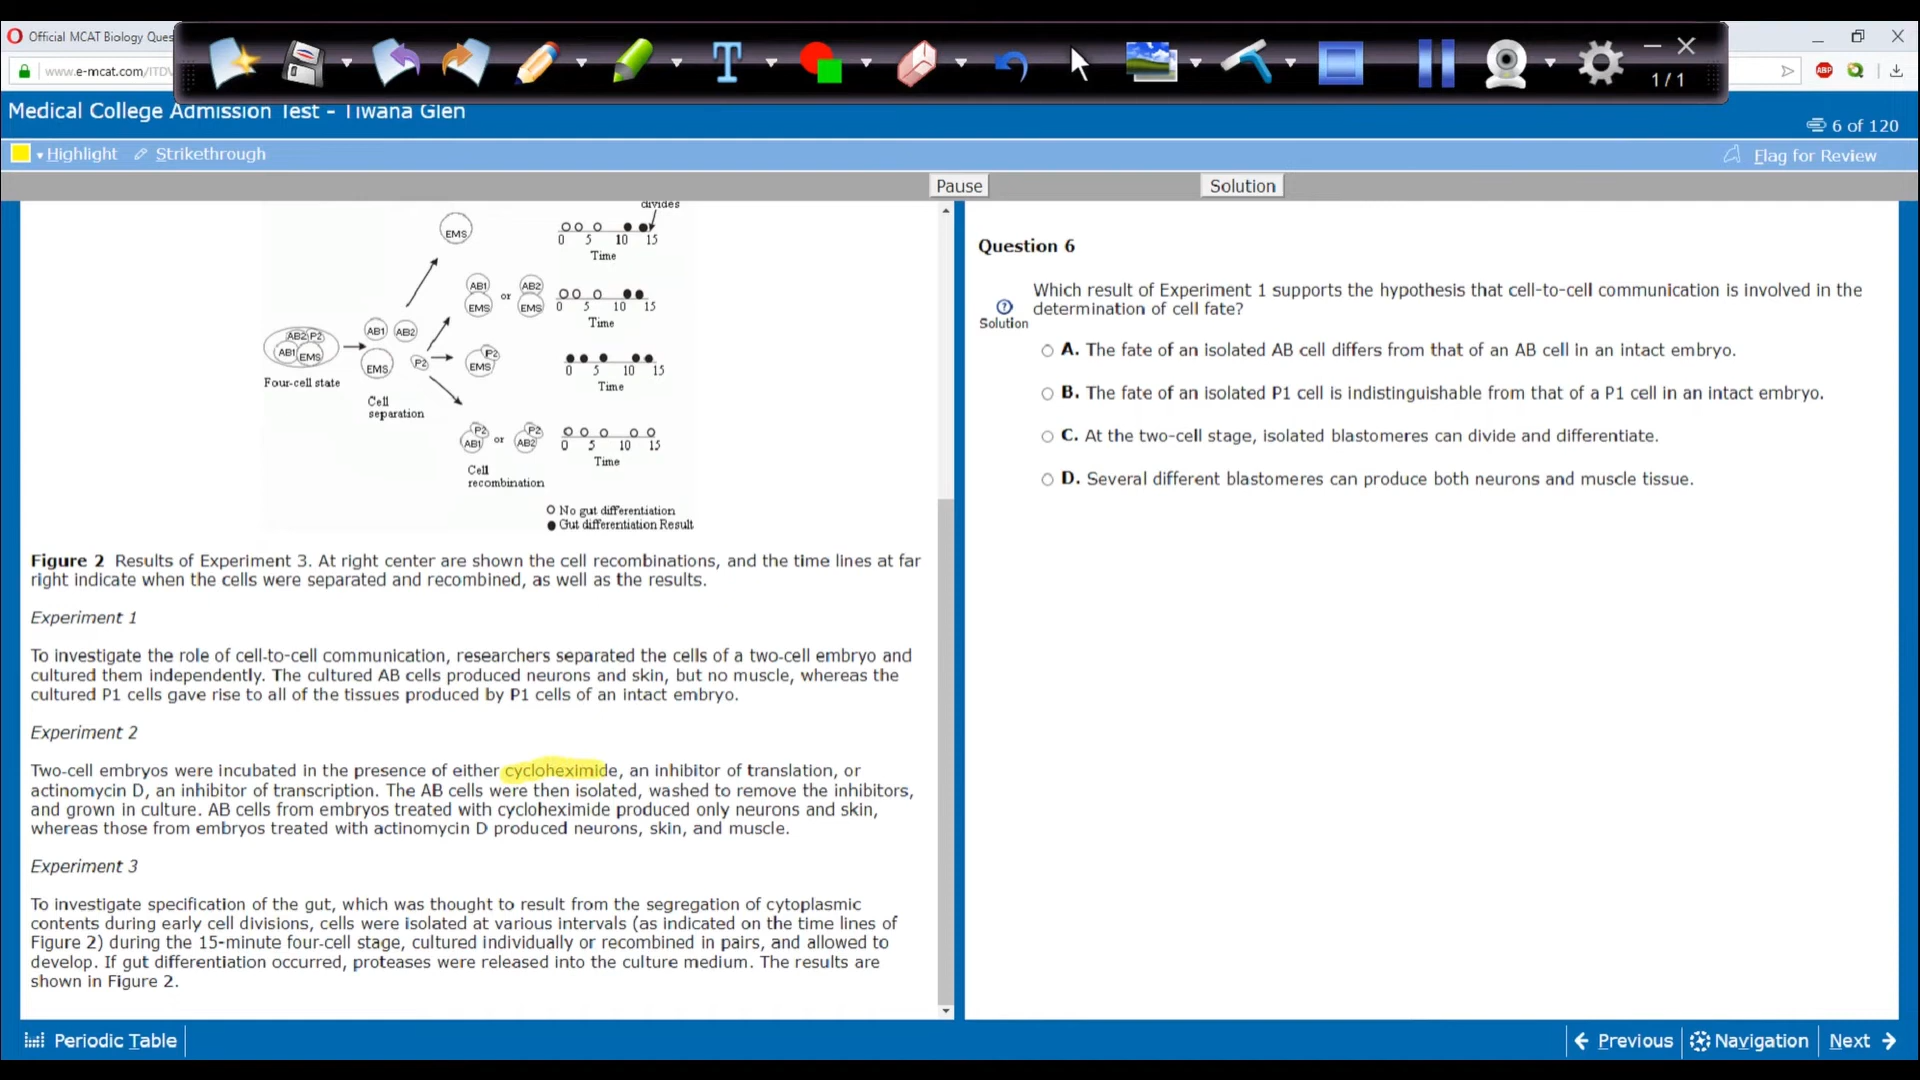 Official MCAT Biology Ques
www.e-mcat.com/ITDV
T
1/1
ABP
Medical College Admission Test - Tiwana Glen
6 of 120
Highlight
Strikethrough
Flag for Review
Pause
Solution
divides
EMS
0 5 10 15
Time
AB1
EMS
or
AB2
EMS
0 5 10 15
Time
AB2 P2
AB1 EMS
Four-cell state
AB1
AB2
EMS
P2
Cell
separation
P2
EMS
0 5 10 15
Time
P2
AB1
or
P2
AB2
0 5 10 15
Time
Cell
recombination
No gut differentiation
Gut differentiation Result
Figure 2 Results of Experiment 3. At right center are shown the cell recombinations, and the time lines at far
right indicate when the cells were separated and recombined, as well as the results.
Experiment 1
To investigate the role of cell-to-cell communication, researchers separated the cells of a two-cell embryo and
cultured them independently. The cultured AB cells produced neurons and skin, but no muscle, whereas the
cultured P1 cells gave rise to all of the tissues produced by P1 cells of an intact embryo.
Experiment 2
Two-cell embryos were incubated in the presence of either cycloheximide, an inhibitor of translation, or
actinomycin D, an inhibitor of transcription. The AB cells were then isolated, washed to remove the inhibitors,
and grown in culture. AB cells from embryos treated with cycloheximide produced only neurons and skin,
whereas those from embryos treated with actinomycin D produced neurons, skin, and muscle.
Experiment 3
To investigate specification of the gut, which was thought to result from the segregation of cytoplasmic
contents during early cell divisions, cells were isolated at various intervals (as indicated on the time lines of
Figure 2) during the 15-minute four-cell stage, cultured individually or recombined in pairs, and allowed to
develop. If gut differentiation occurred, proteases were released into the culture medium. The results are
shown in Figure 2.
Question 6
Solution
Which result of Experiment 1 supports the hypothesis that cell-to-cell communication is involved in the
determination of cell fate?
A. The fate of an isolated AB cell differs from that of an AB cell in an intact embryo.
B. The fate of an isolated P1 cell is indistinguishable from that of a P1 cell in an intact embryo.
C. At the two-cell stage, isolated blastomeres can divide and differentiate.
D. Several different blastomeres can produce both neurons and muscle tissue.
Periodic Table
Previous
Navigation
Next